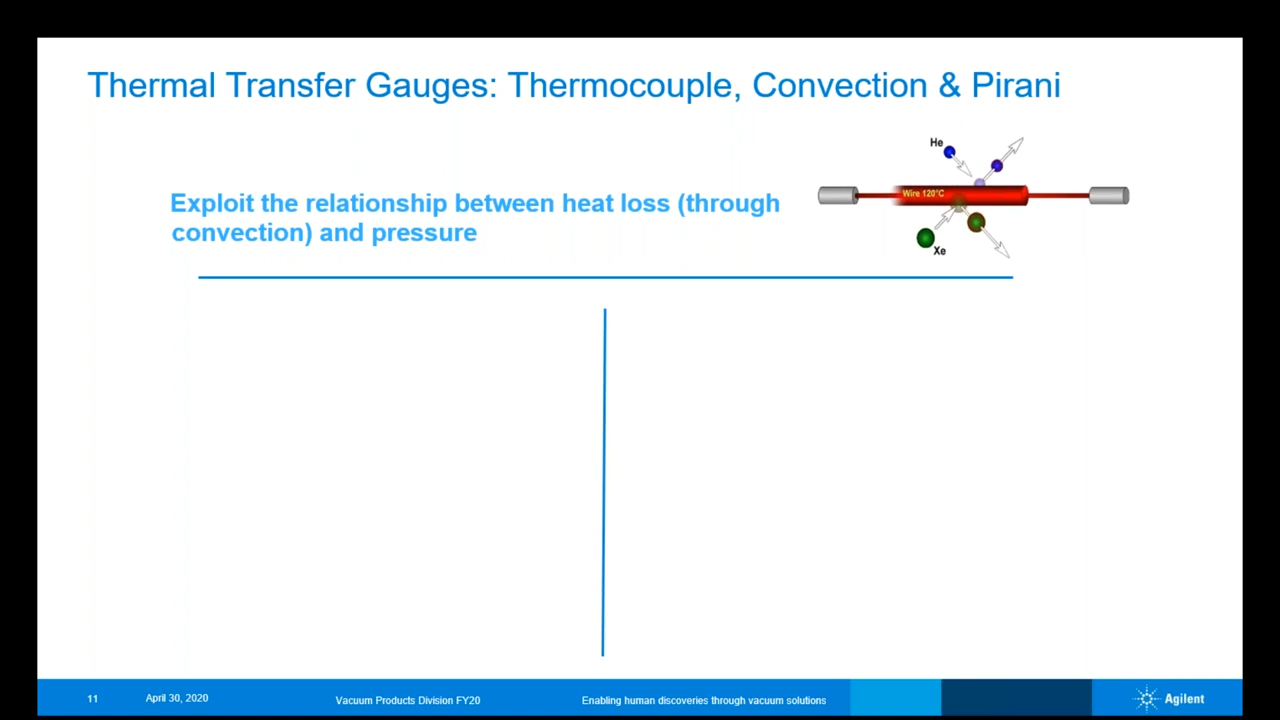 Thermal Transfer Gauges: Thermocouple, Convection & Pirani
He
Wire 120°C
Xe
Exploit the relationship between heat loss (through
convection) and pressure
11
April 30, 2020
Vacuum Products Division FY20
Enabling human discoveries through vacuum solutions
Agilent